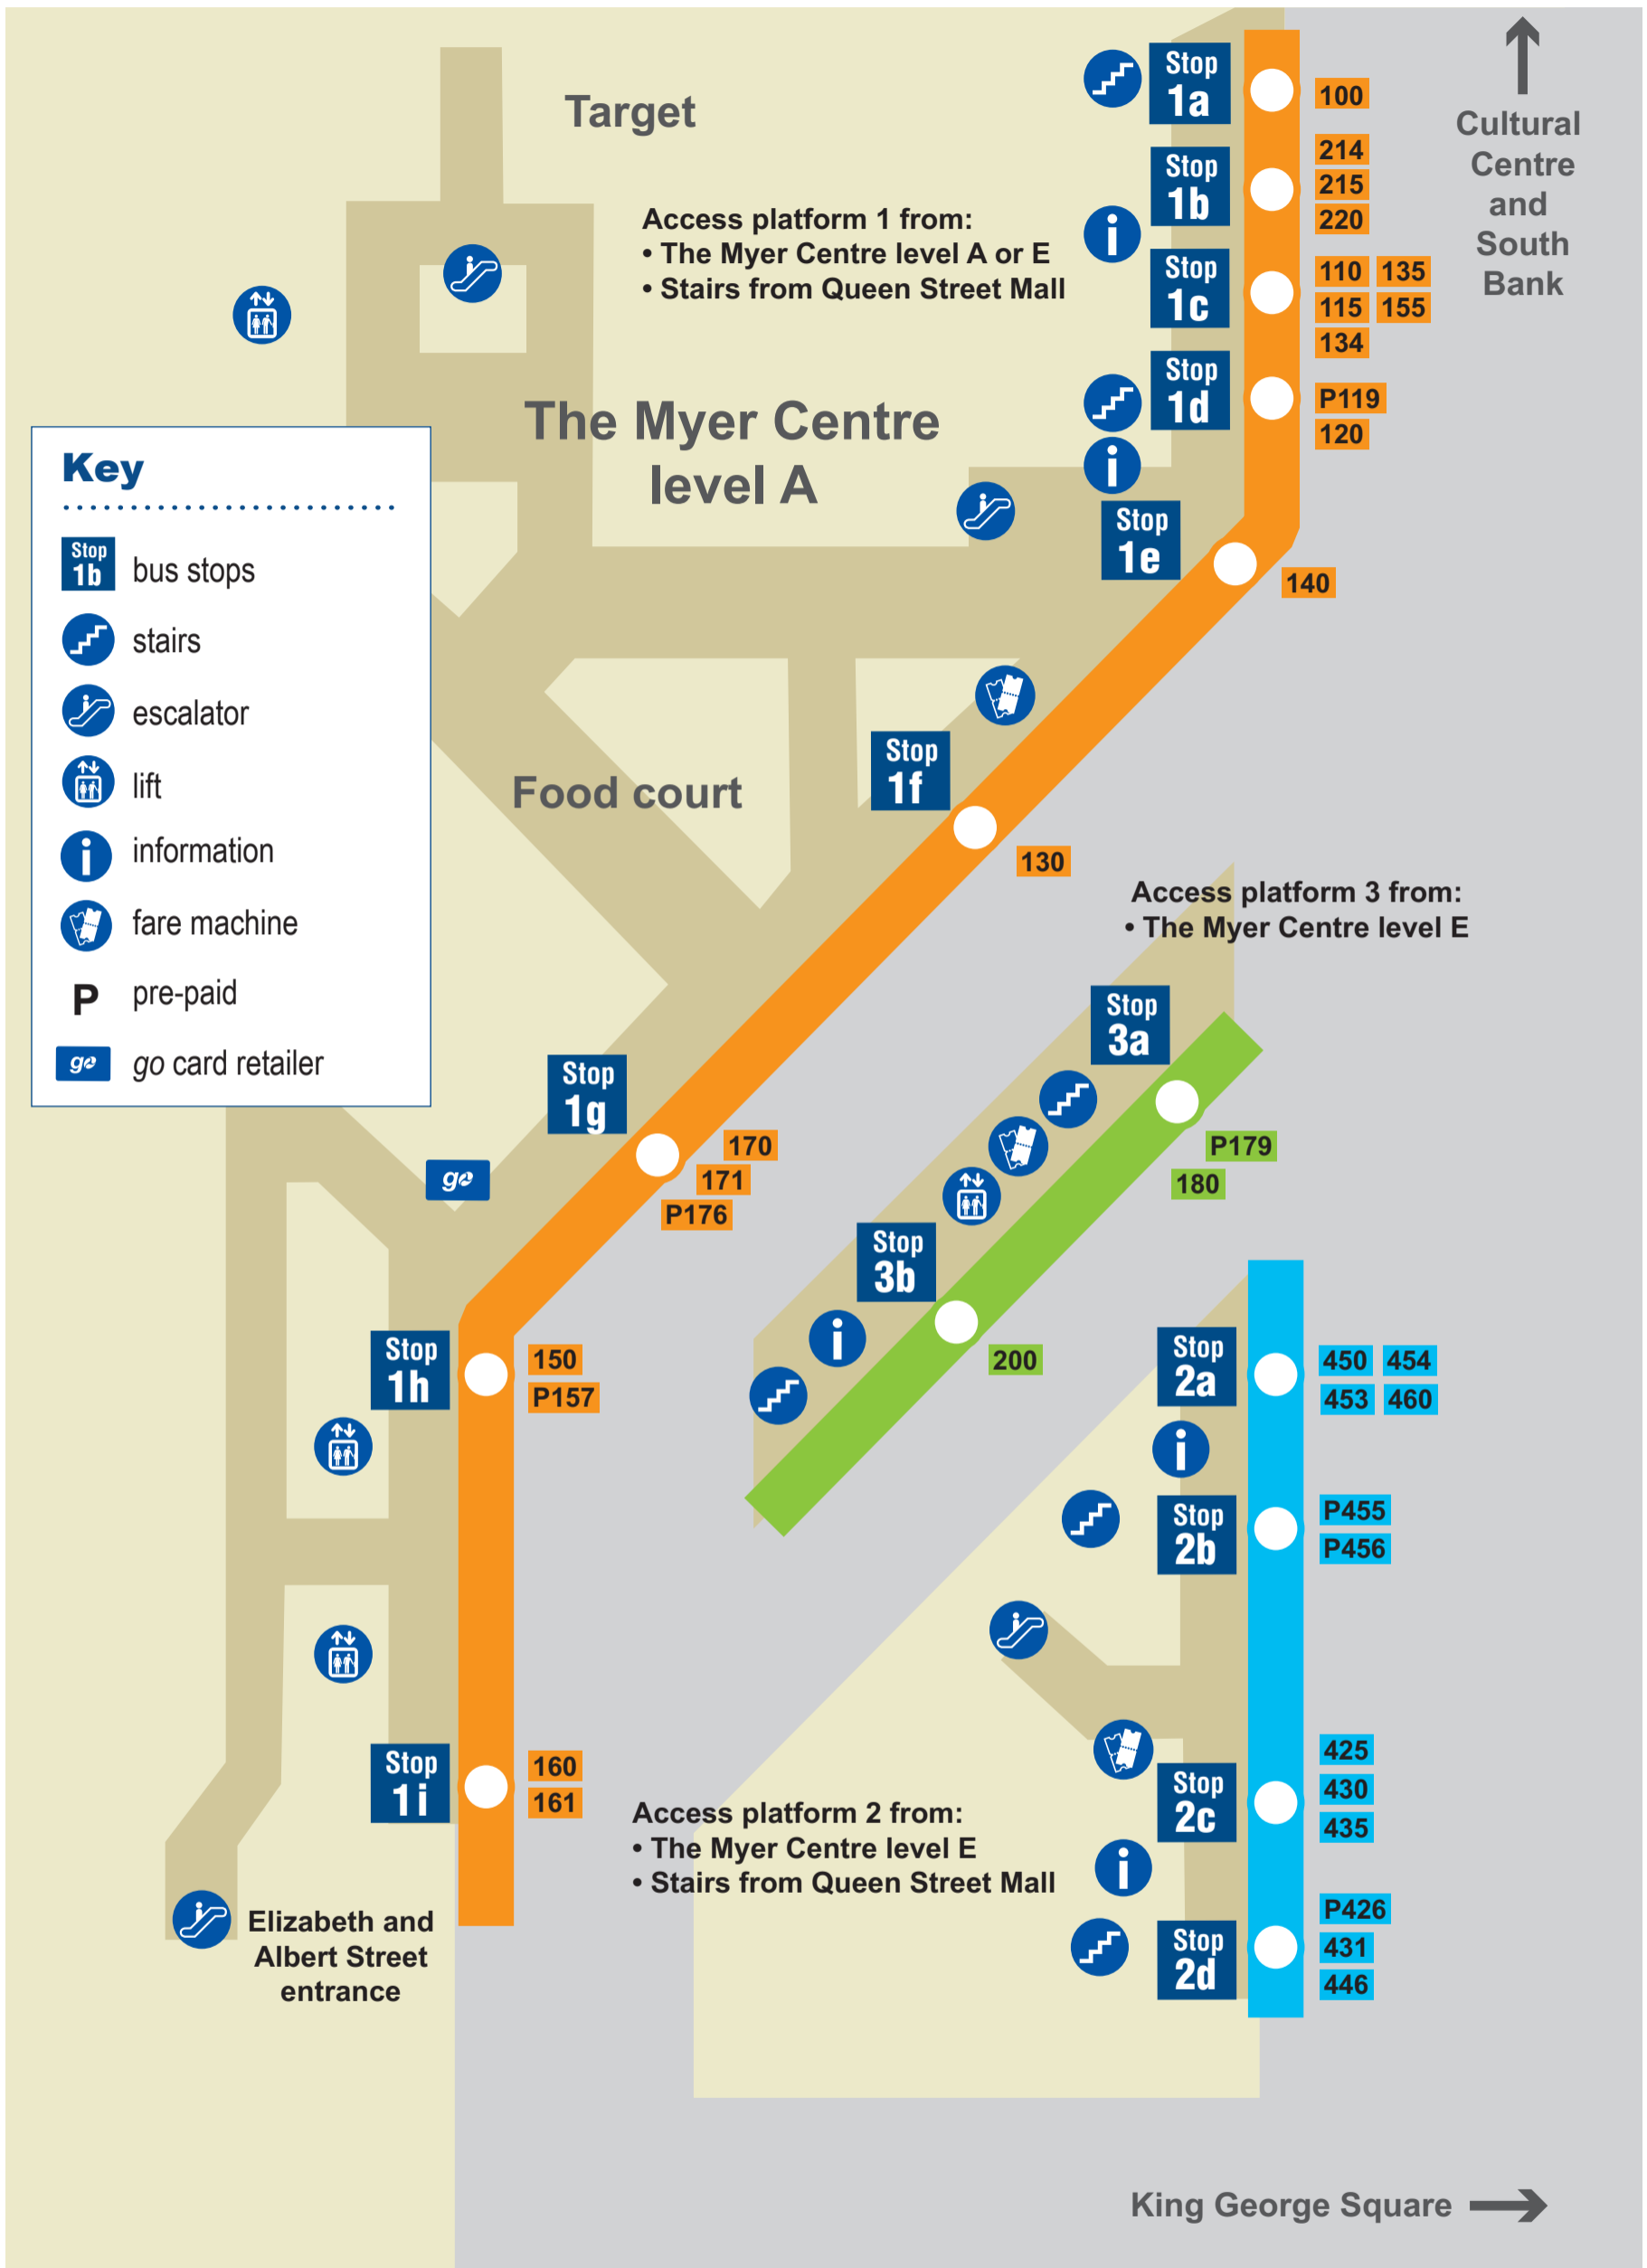 Target
Access platform 1 from:
• The Myer Centre level A or E
• Stairs from Queen Street Mall
The Myer Centre
level A
Stop
1a
100
Stop
1b
214
215
220
Stop
1c
110 135
115 155
134
Stop
1d
P119
120
Stop
1e
140
Cultural
Centre
and
South
Bank
Key
Stop
1b
bus stops
stairs
escalator
lift
i
information
fare machine
P
pre-paid
go
go card retailer
Food court
Stop
1f
130
Access platform 3 from:
• The Myer Centre level E
Stop
3a
P179
180
Stop
3b
200
Stop
1g
170
171
P176
go
Stop
1h
150
P157
Stop
1i
160
161
Stop
2a
450 454
453 460
Stop
2b
P455
P456
Stop
2c
425
430
435
Stop
2d
P426
431
446
Access platform 2 from:
• The Myer Centre level E
• Stairs from Queen Street Mall
Elizabeth and
Albert Street
entrance
King George Square